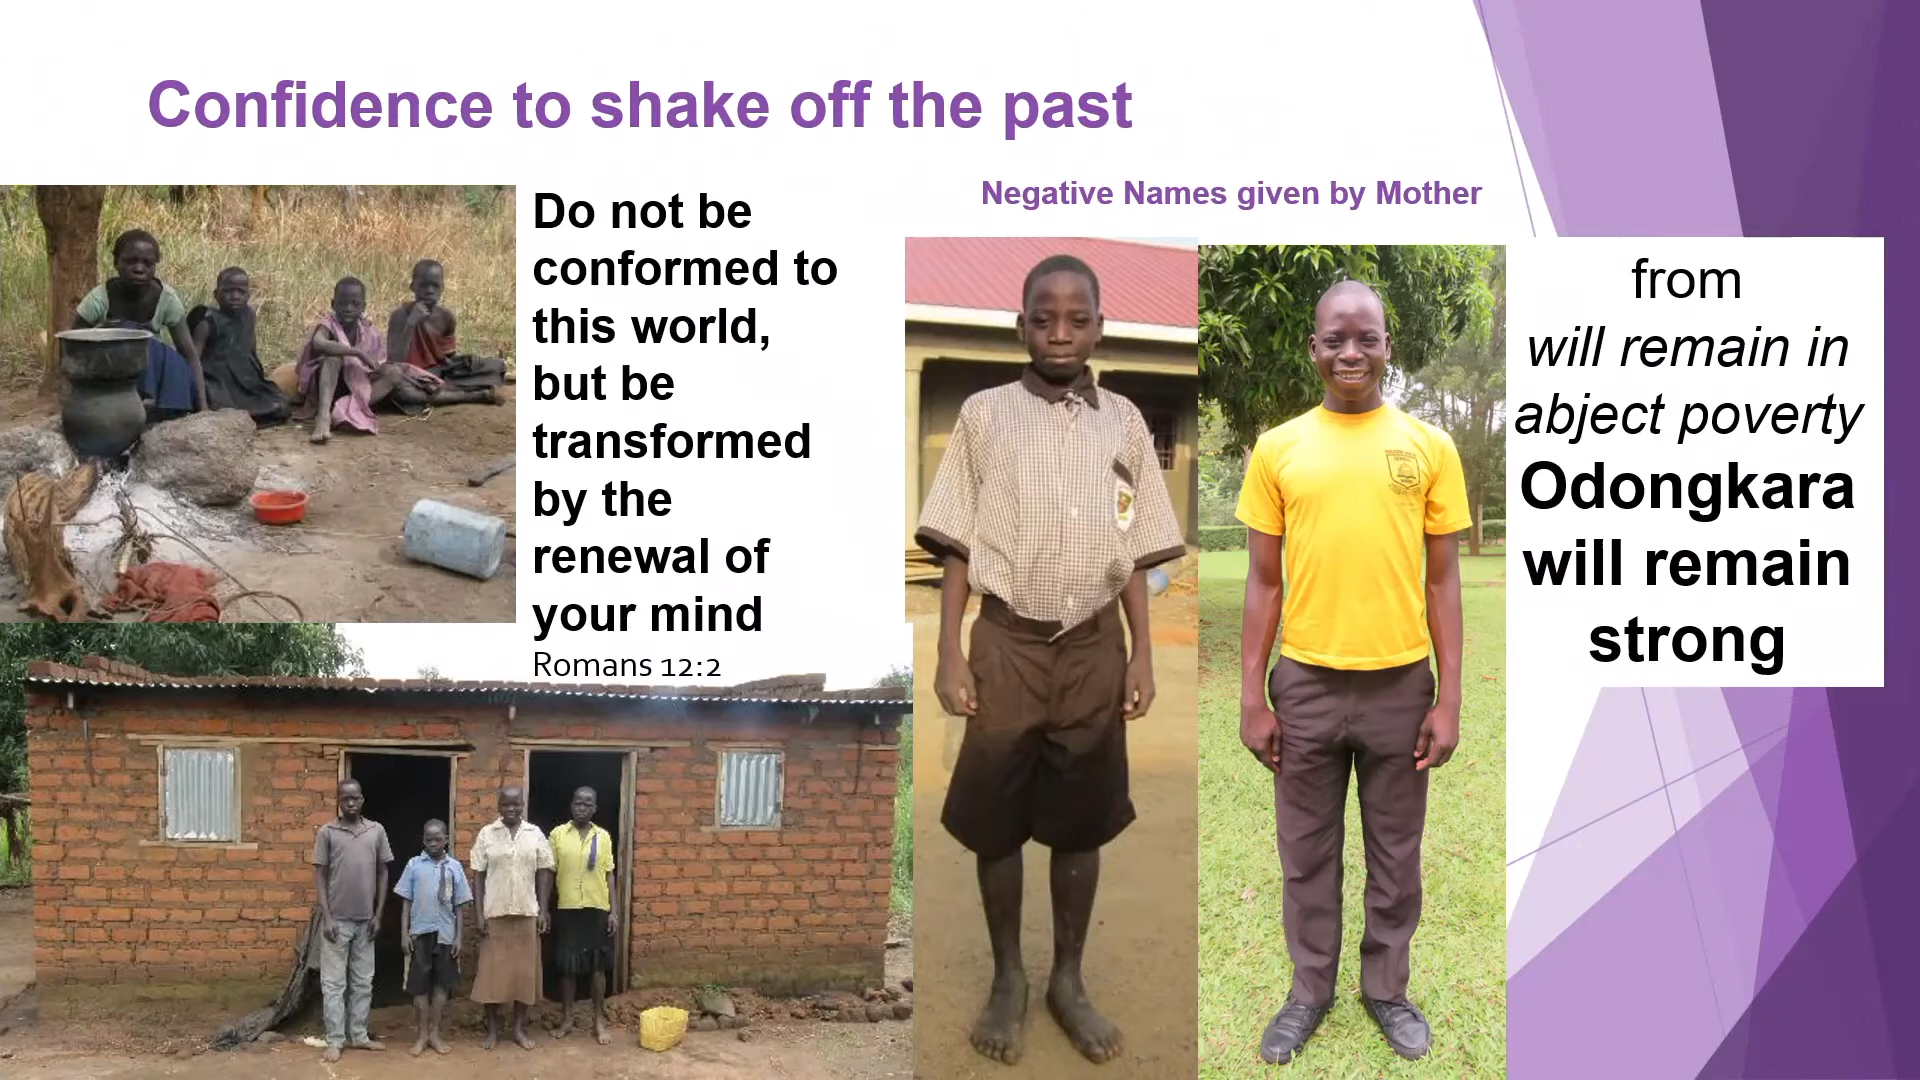 Confidence to shake off the past
Do not be
conformed to
this world,
but be
transformed
by the
renewal of
your mind
Romans 12:2
Negative Names given by Mother
from
will remain in
abject poverty
Odongkara
will remain
strong